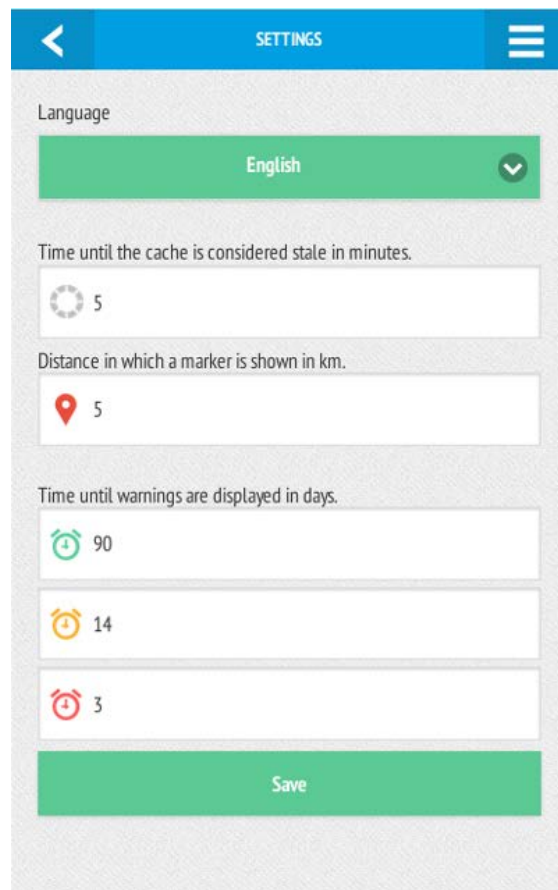 SETTINGS
Language
English
Time until the cache is considered stale in minutes.
5
Distance in which a marker is shown in km.
5
Time until warnings are displayed in days.
90
14
3
Save